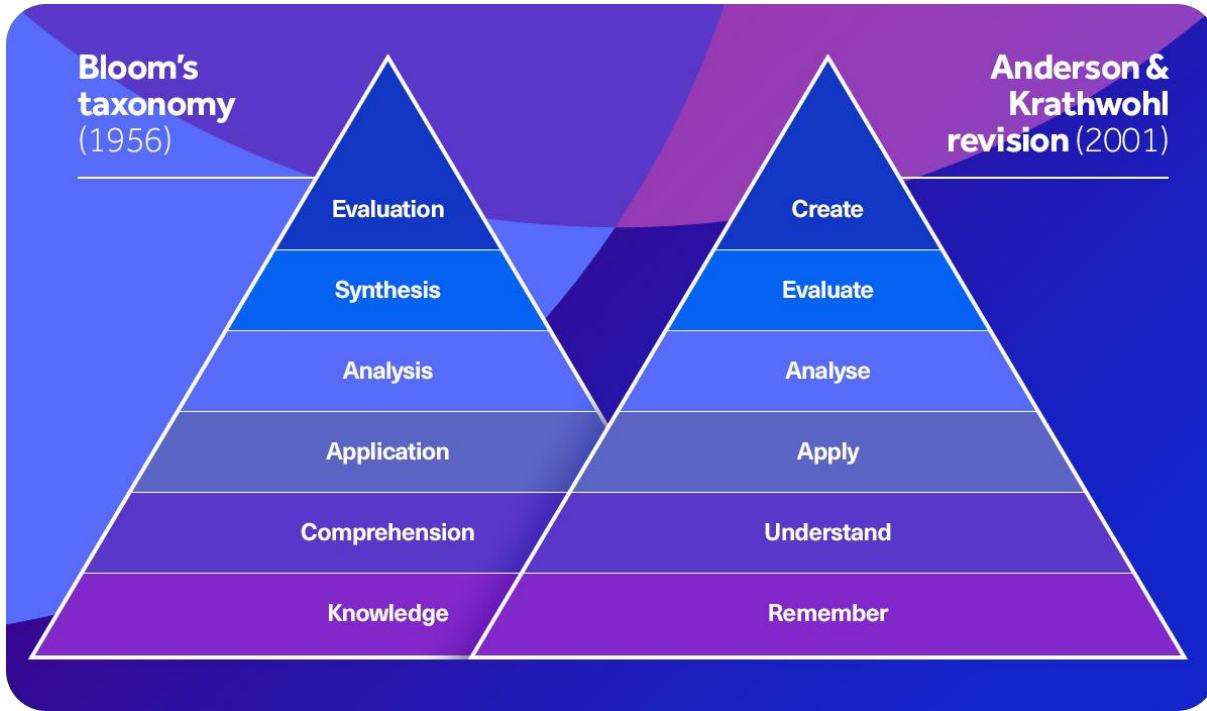 Bloom's
taxonomy
(1956)
Evaluation
Synthesis
Analysis
Application
Comprehension
Knowledge
Anderson &
Krathwohl
revision (2001)
Create
Evaluate
Analyse
Apply
Understand
Remember